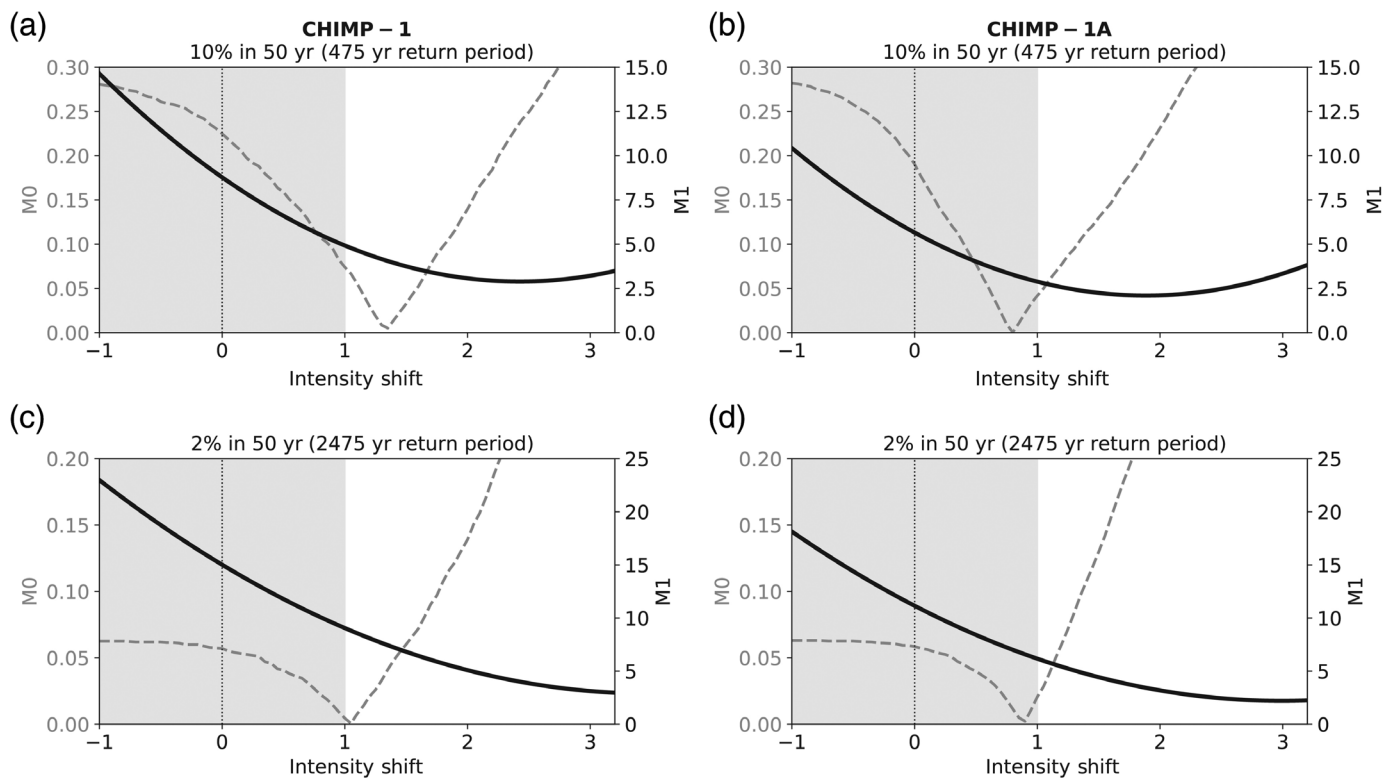 (a)
CHIMP – 1
10% in 50 yr (475 yr return period)
0.30
0.25
0.20
0.15
0.10
0.05
0.00
M0
15.0
12.5
10.0
7.5
5.0
2.5
0.0
M1
−1 0 1 2 3
Intensity shift
(b)
CHIMP – 1A
10% in 50 yr (475 yr return period)
0.30
0.25
0.20
0.15
0.10
0.05
0.00
M0
15.0
12.5
10.0
7.5
5.0
2.5
0.0
M1
−1 0 1 2 3
Intensity shift
(c)
2% in 50 yr (2475 yr return period)
0.20
0.15
0.10
0.05
0.00
M0
25
20
15
10
5
0
M1
−1 0 1 2 3
Intensity shift
(d)
2% in 50 yr (2475 yr return period)
0.20
0.15
0.10
0.05
0.00
M0
25
20
15
10
5
0
M1
−1 0 1 2 3
Intensity shift